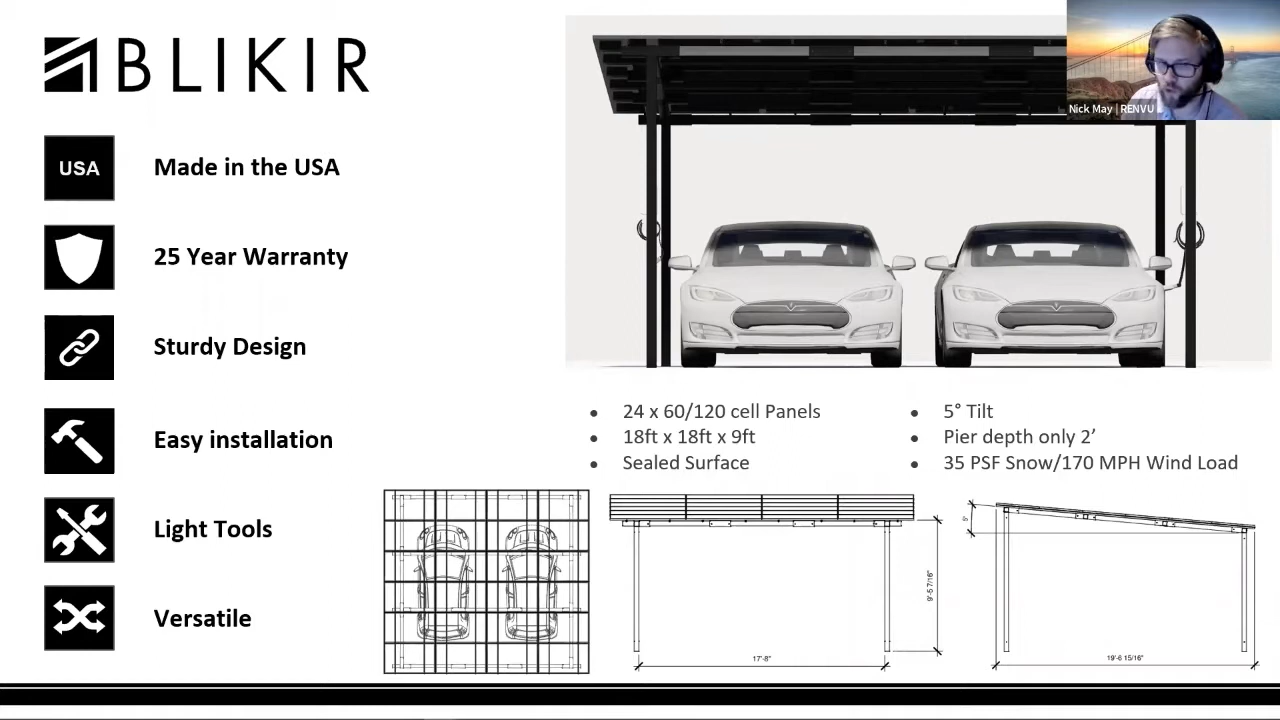 BLIKIR
Nick May | RENVU
USA
Made in the USA
25 Year Warranty
Sturdy Design
Easy installation
Light Tools
Versatile
• 24 x 60/120 cell Panels
• 18ft x 18ft x 9ft
• Sealed Surface
• 5° Tilt
• Pier depth only 2’
• 35 PSF Snow/170 MPH Wind Load
9'-5 7/16"
17'-8"
5°
19'-6 15/16"